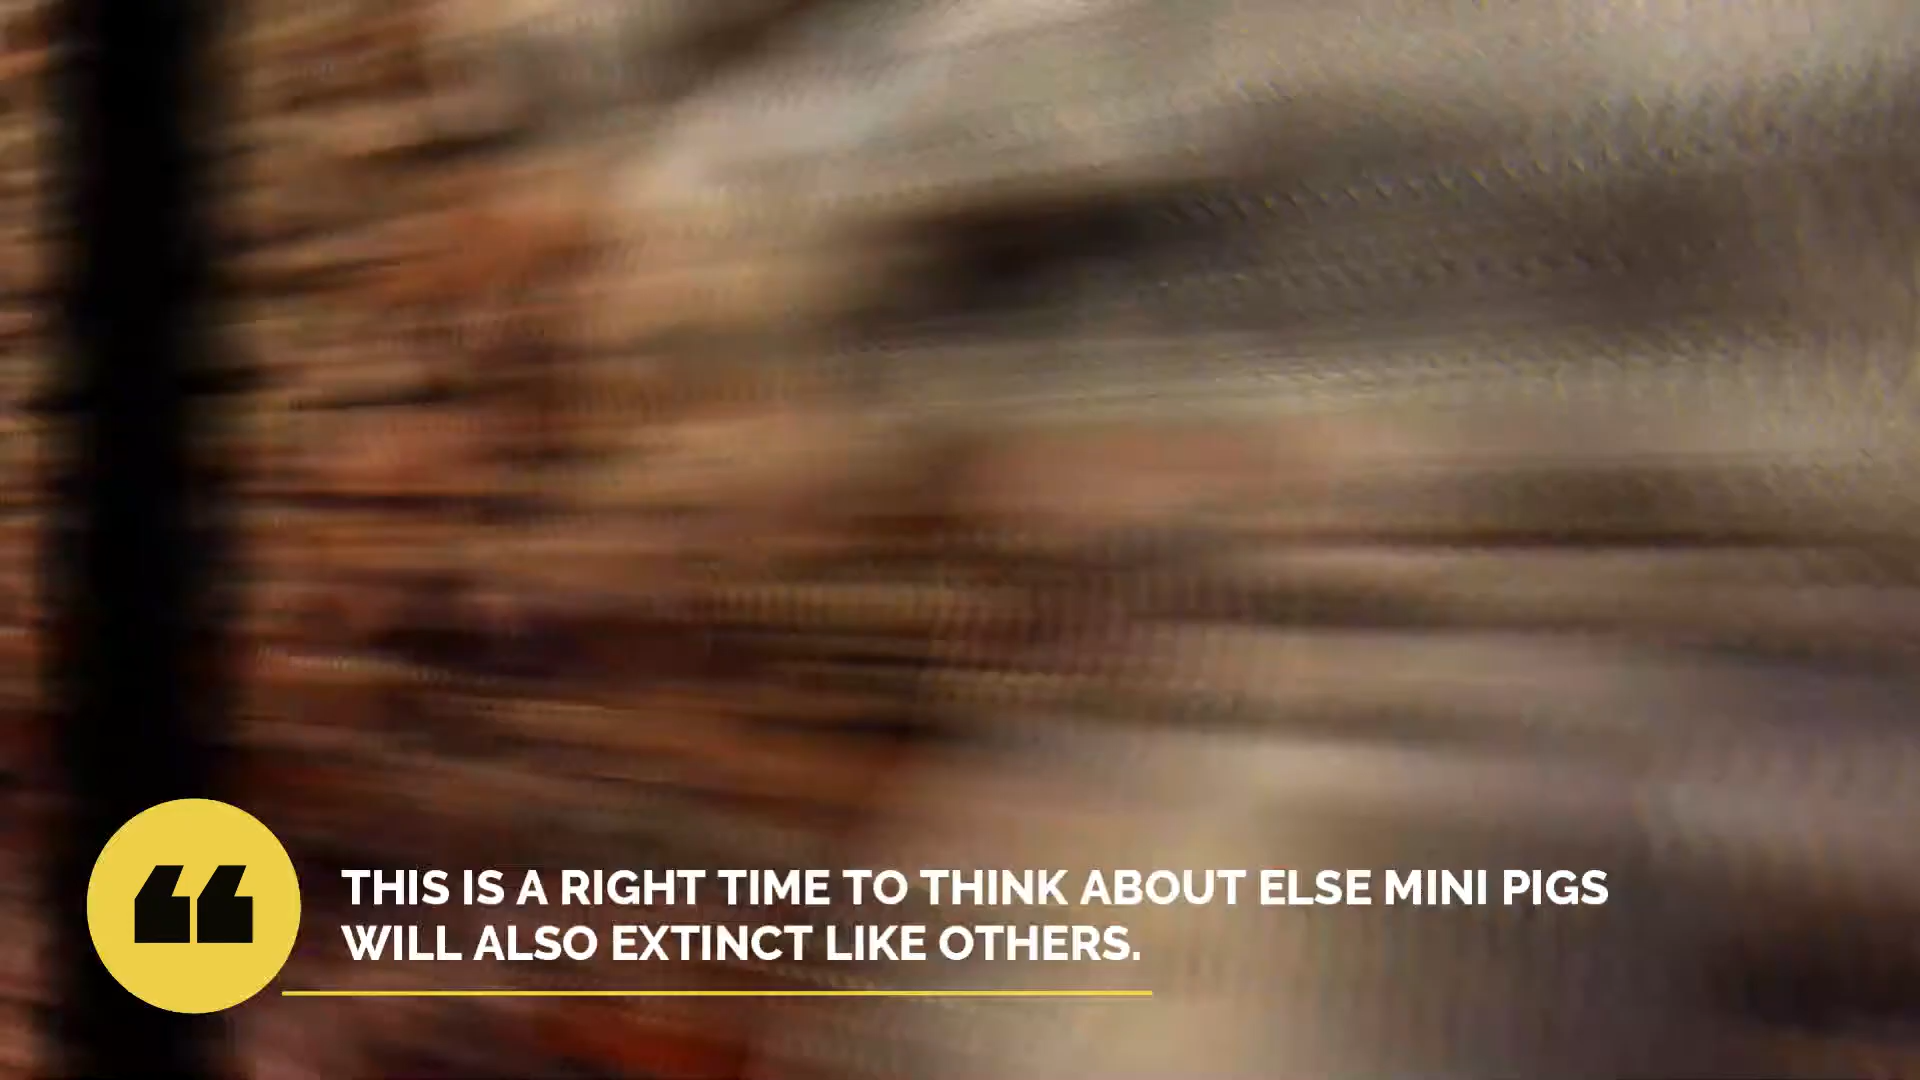 THIS IS A RIGHT TIME TO THINK ABOUT ELSE MINI PIGS
WILL ALSO EXTINCT LIKE OTHERS.